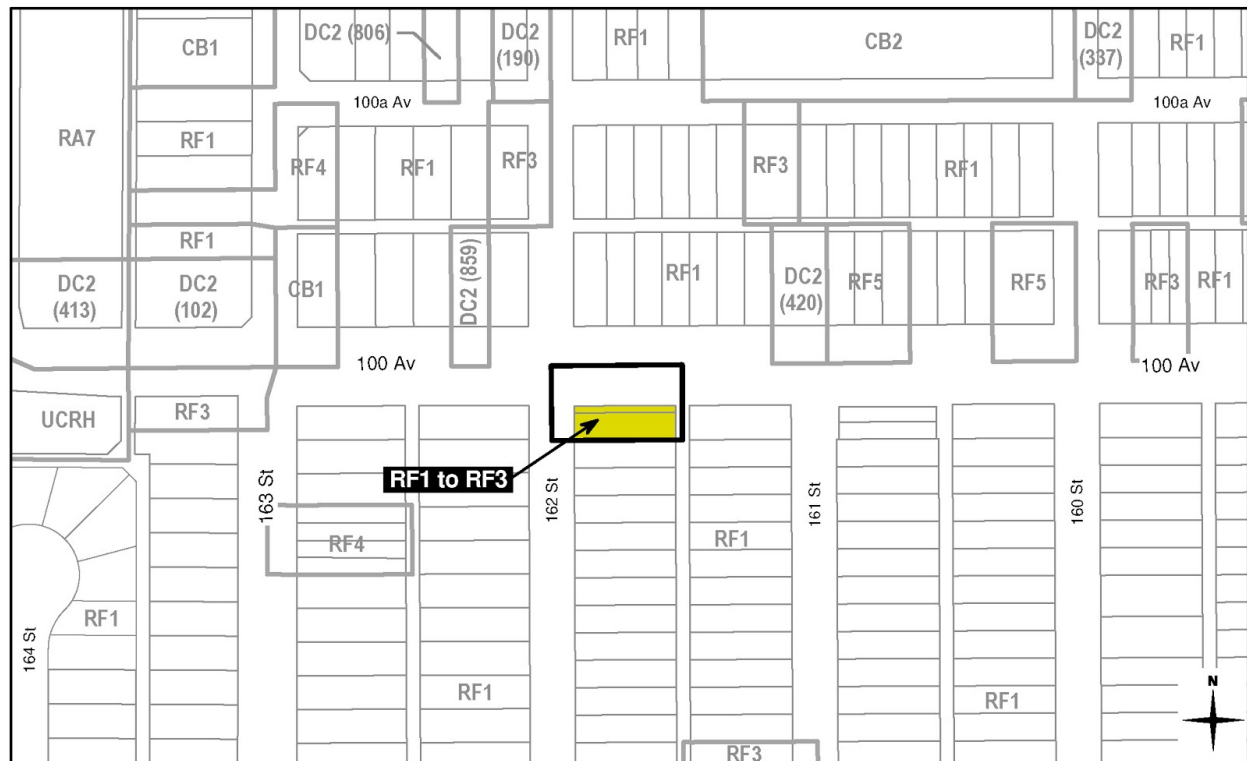 DC2 (806)
DC2
(190)
RF1
CB2
DC2
(337)
RF1
CB1
100a Av
100a Av
RA7
RF1
RF4
RF1
RF3
RF3
RF1
RF1
DC2
(413)
DC2
(102)
CB1
DC2 (859)
RF1
DC2
(420)
RF5
RF5
RF3
RF1
100 Av
100 Av
UCRH
RF3
RF1 to RF3
163 St
162 St
161 St
160 St
RF4
RF1
RF1
164 St
RF1
RF1
N
RF3